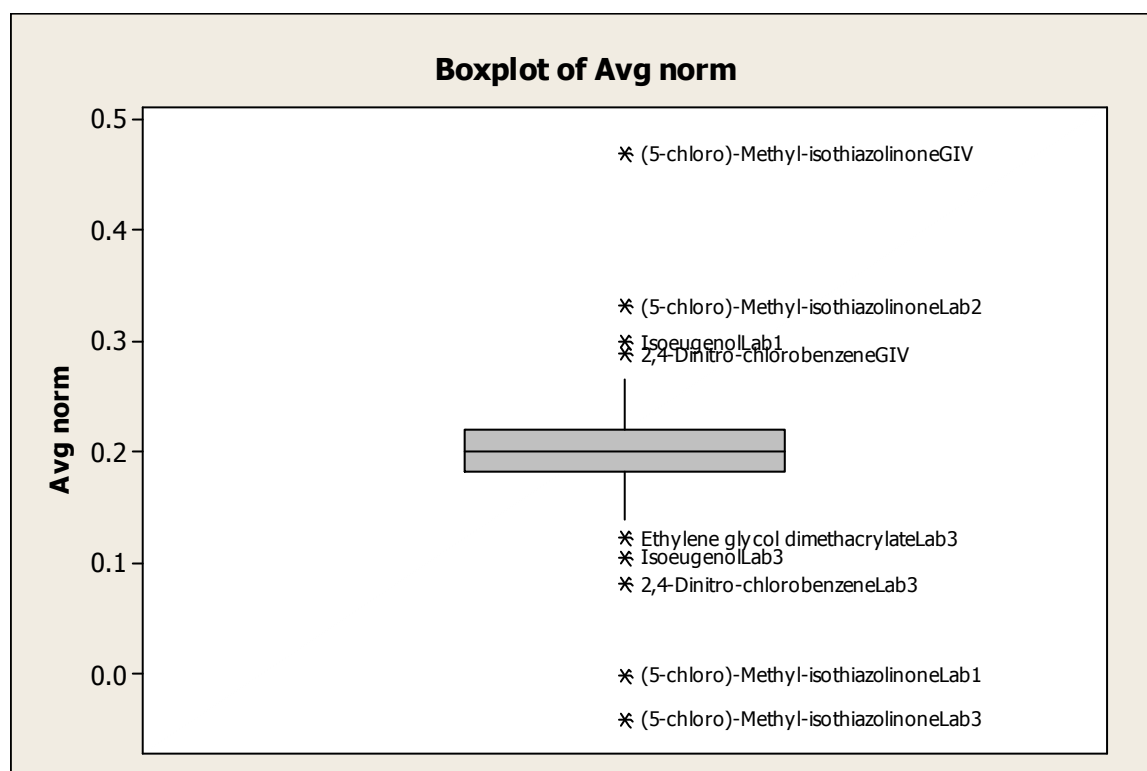 Boxplot of Avg norm
0.5
(5-chloro)-Methyl-isothiazolinoneGIV
0.4
(5-chloro)-Methyl-isothiazolinoneLab2
0.3
IsoeugenolLab1
2,4-Dinitro-chlorobenzeneGIV
Avg norm
0.2
Ethylene glycol dimethacrylateLab3
0.1
IsoeugenolLab3
2,4-Dinitro-chlorobenzeneLab3
0.0
(5-chloro)-Methyl-isothiazolinoneLab1
(5-chloro)-Methyl-isothiazolinoneLab3